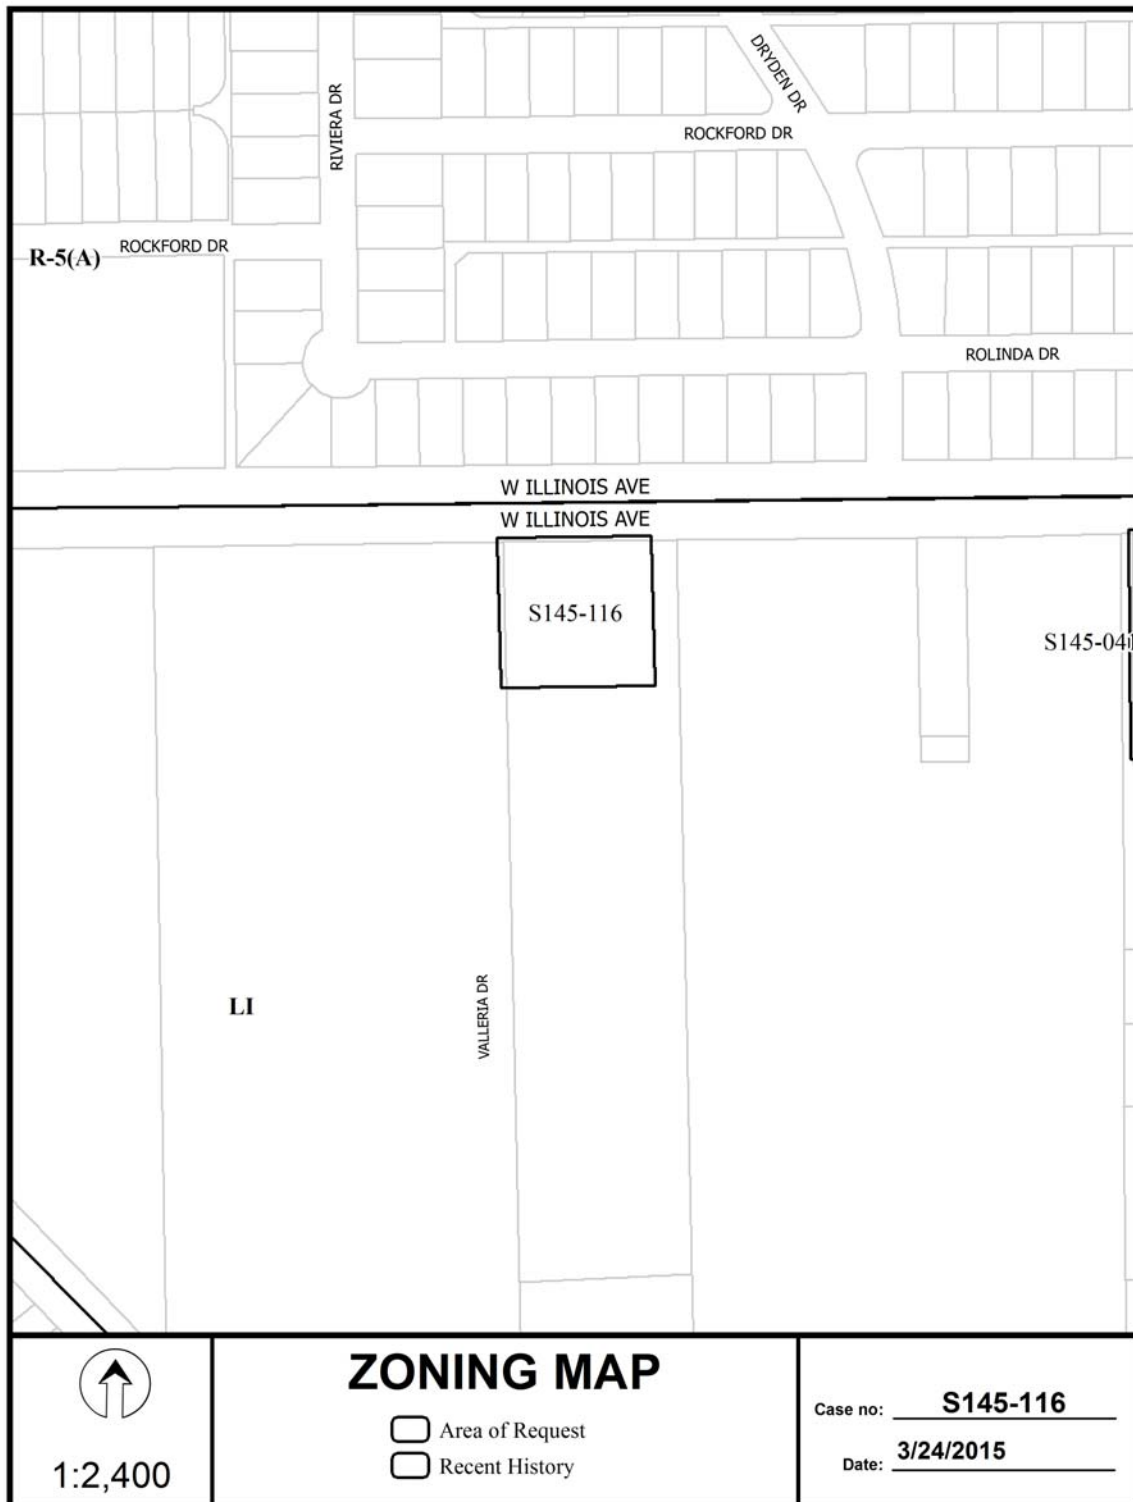 DRYDEN DR
RIVIERA DR
ROCKFORD DR
ROCKFORD DR
R-5(A)
ROLINDA DR
W ILLINOIS AVE
W ILLINOIS AVE
S145-116
S145-04
LI
VALLERIA DR
ZONING MAP
Area of Request
Recent History
1:2,400
Case no: S145-116
Date: 3/24/2015